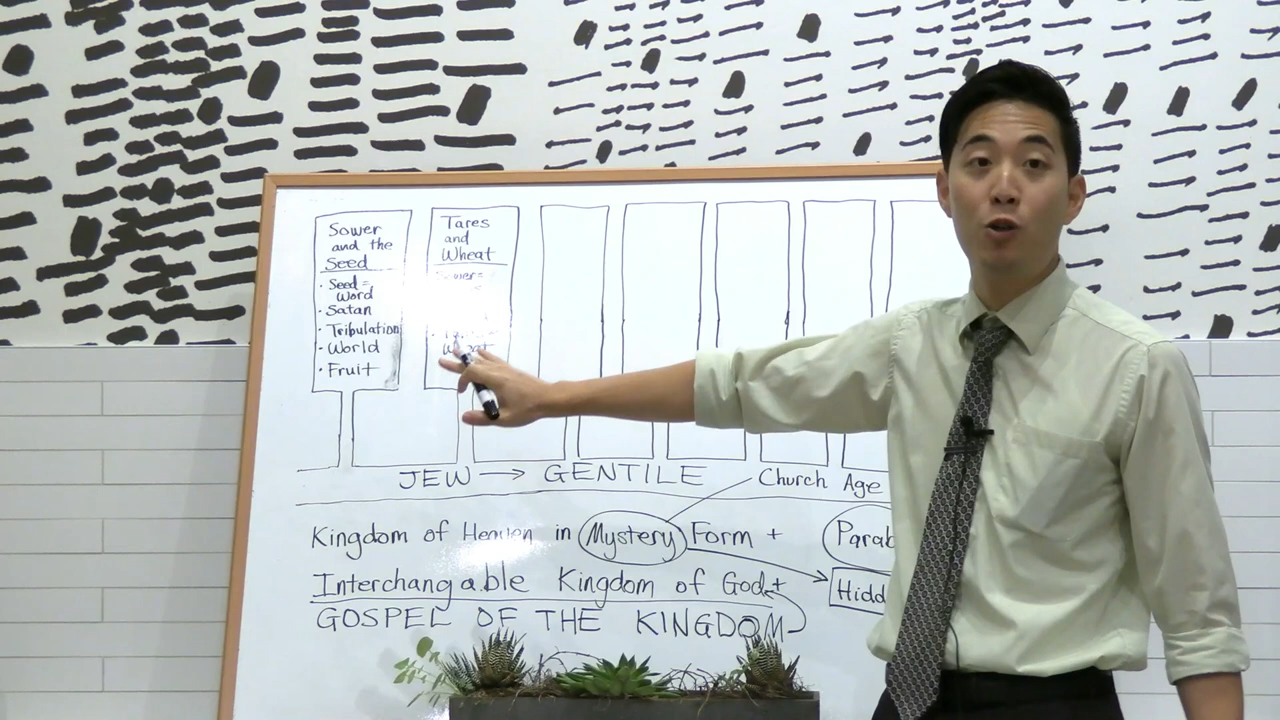 Sower
and the
Seed
• Seed =
Word
• Satan
• Tribulation
• World
• Fruit
Tares
and
Wheat
JEW → GENTILE
Church Age
Kingdom of Heaven in Mystery Form +
Interchangable Kingdom of God +
GOSPEL OF THE KINGDOM